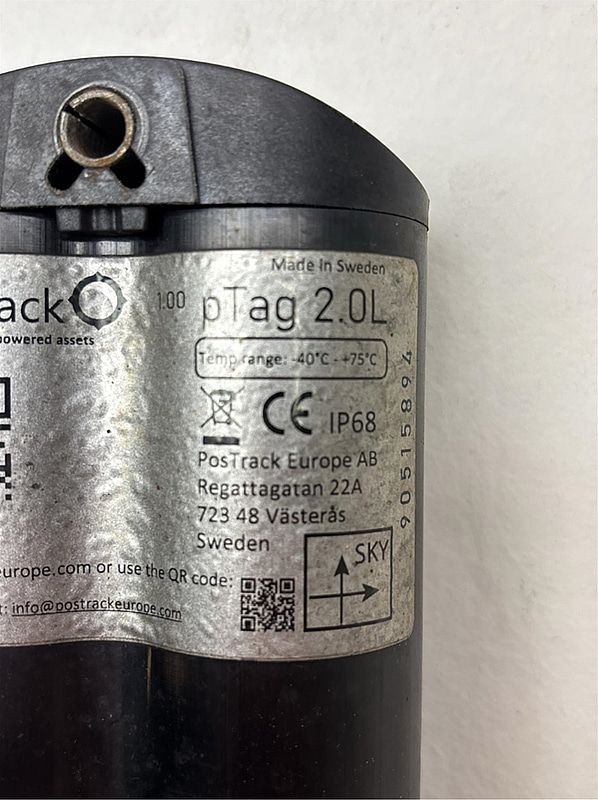 Made in Sweden
ack
1.00
pTag 2.0L
powered assets
Temp range: -40°C - +75°C
CE IP68
PosTrack Europe AB
Regattagatan 22A
723 48 Västerås
Sweden
SKY
europe.com or use the QR code:
t: info@postrackeurope.com
90515894